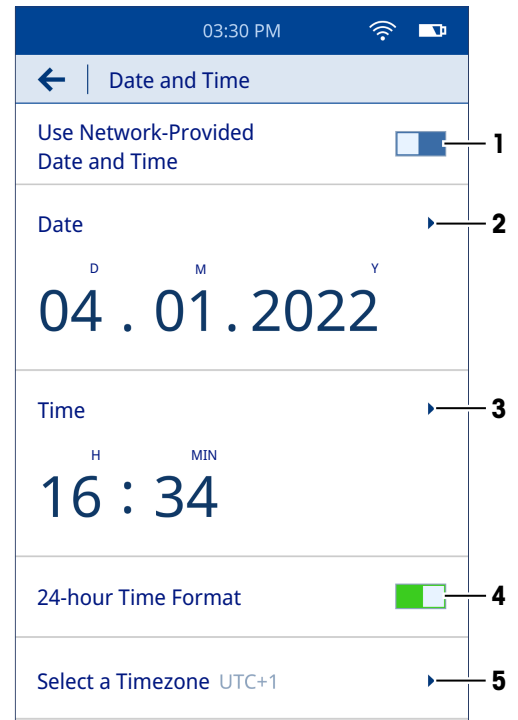 03:30 PM
Date and Time
Use Network-Provided
Date and Time
1
Date
2
D M Y
04 . 01 . 2022
Time
3
H MIN
16 : 34
24-hour Time Format
4
Select a Timezone UTC+1
5